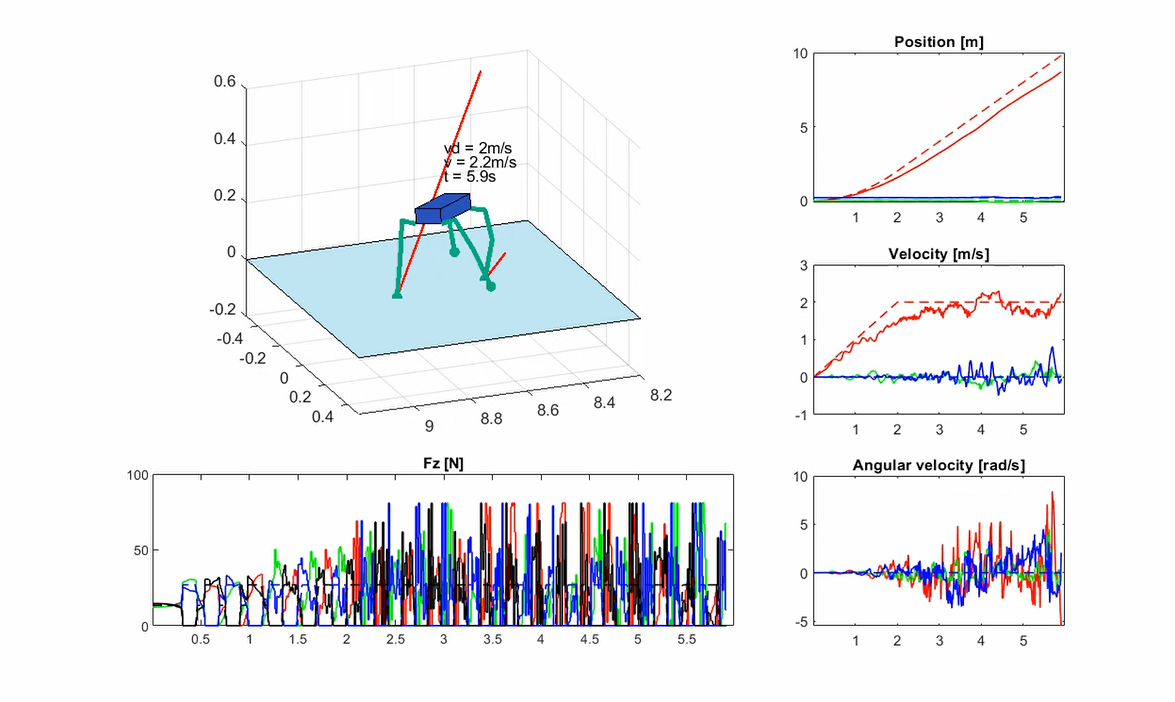 0.6
0.4
0.2
0
-0.2
-0.4
-0.2
0
0.2
0.4
9
8.8
8.6
8.4
8.2
vd = 2m/s
v = 2.2m/s
t = 5.9s
Position [m]
10
5
0
1 2 3 4 5
Velocity [m/s]
3
2
1
0
-1
1 2 3 4 5
Fz [N]
100
50
0
0.5 1 1.5 2 2.5 3 3.5 4 4.5 5 5.5
Angular velocity [rad/s]
10
5
0
-5
1 2 3 4 5